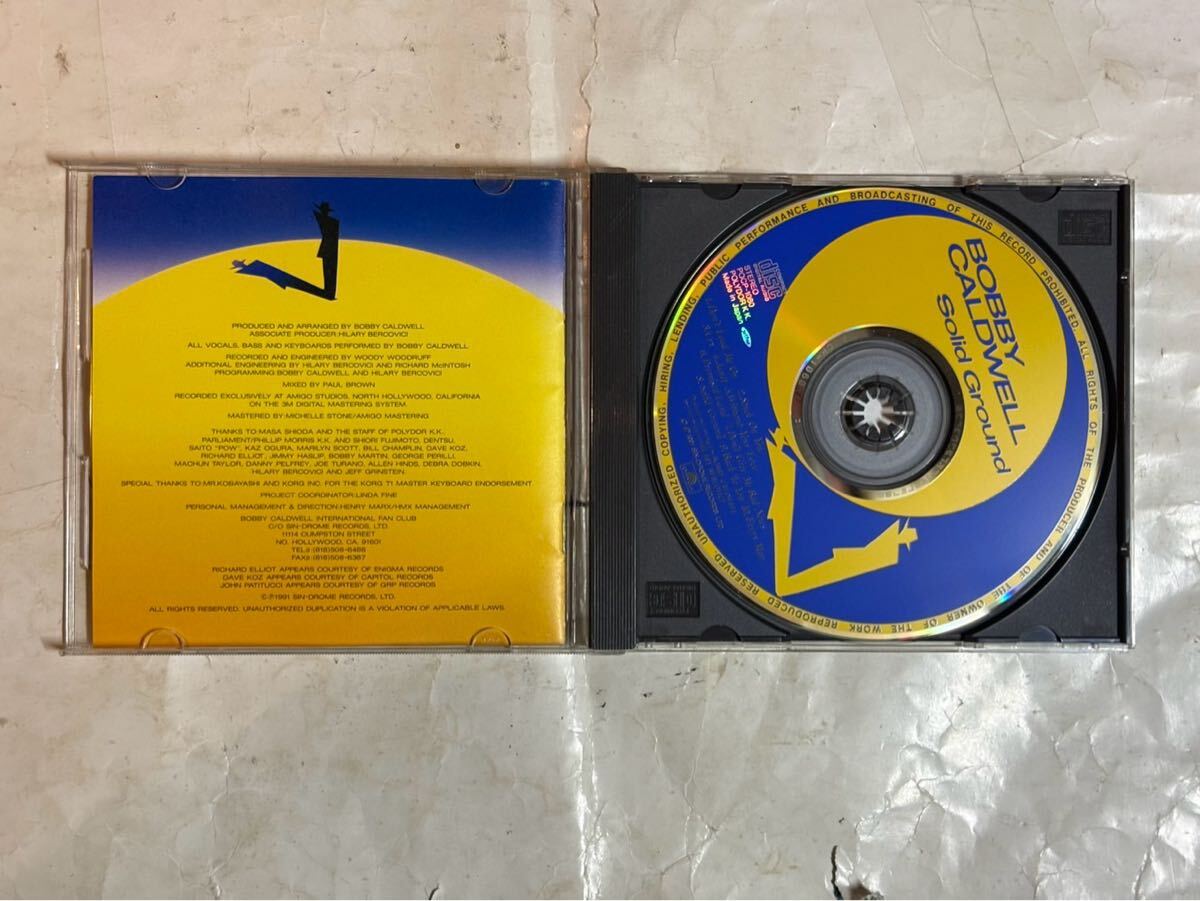 PRODUCED AND ARRANGED BY BOBBY CALDWELL
ASSOCIATE PRODUCER: HILARY BERCOVICI
ALL VOCALS, BASS AND KEYBOARDS PERFORMED BY BOBBY CALDWELL
RECORDED AND ENGINEERED BY WOODY WOODRUFF
ADDITIONAL ENGINEERING BY HILARY BERCOVICI AND RICHARD McINTOSH
PROGRAMMING: BOBBY CALDWELL AND HILARY BERCOVICI
MIXED BY PAUL BROWN
RECORDED EXCLUSIVELY AT AMIGO STUDIOS, NORTH HOLLYWOOD, CALIFORNIA
ON THE 3M DIGITAL MASTERING SYSTEM.
MASTERED BY: MICHELLE STONE/AMIGO MASTERING
THANKS TO: MASA SHIODA AND THE STAFF OF POLYDOR K.K.,
PARLIAMENT/PHILLIP MORRIS K.K. AND SHIORI FUJIMOTO, DENTSU,
SAITO "POW", KAZ OGURA, MARILYN SCOTT, BILL CHAMPLIN, DAVE KOZ,
RICHARD ELLIOT, JIMMY HASLIP, BOBBY MARTIN, GEORGE PERILLI,
MACHUN TAYLOR, DANNY PELFREY, JOE TURANO, ALLEN HINDS, DEBRA DOBKIN,
HILARY BERCOVICI AND JEFF GRINSTEIN.
SPECIAL THANKS TO: MR. KOBAYASHI AND KORG INC. FOR THE KORG T1 MASTER KEYBOARD ENDORSEMENT
PROJECT COORDINATOR: LINDA FINE
PERSONAL MANAGEMENT & DIRECTION: HENRY MARX/HMX MANAGEMENT
BOBBY CALDWELL INTERNATIONAL FAN CLUB
C/O SIN-DROME RECORDS, LTD.
11114 CUMPSTON STREET
NO. HOLLYWOOD, CA. 91601
TEL#: (818)508-6488
FAX#: (818)508-6387
RICHARD ELLIOT APPEARS COURTESY OF ENIGMA RECORDS
DAVE KOZ APPEARS COURTESY OF CAPITOL RECORDS
JOHN PATITUCCI APPEARS COURTESY OF GRP RECORDS
©℗1991 SIN-DROME RECORDS, LTD.
ALL RIGHTS RESERVED. UNAUTHORIZED DUPLICATION IS A VIOLATION OF APPLICABLE LAWS.
BOBBY
CALDWELL
Solid Ground
disc
STEREO
POCP-1080
POLYDOR K.K.
Made in Japan
ALL RIGHTS OF THE PRODUCER AND OF THE OWNER OF THE WORK REPRODUCED RESERVED. UNAUTHORIZED COPYING, HIRING, LENDING, PUBLIC PERFORMANCE AND BROADCASTING OF THIS RECORD PROHIBITED.